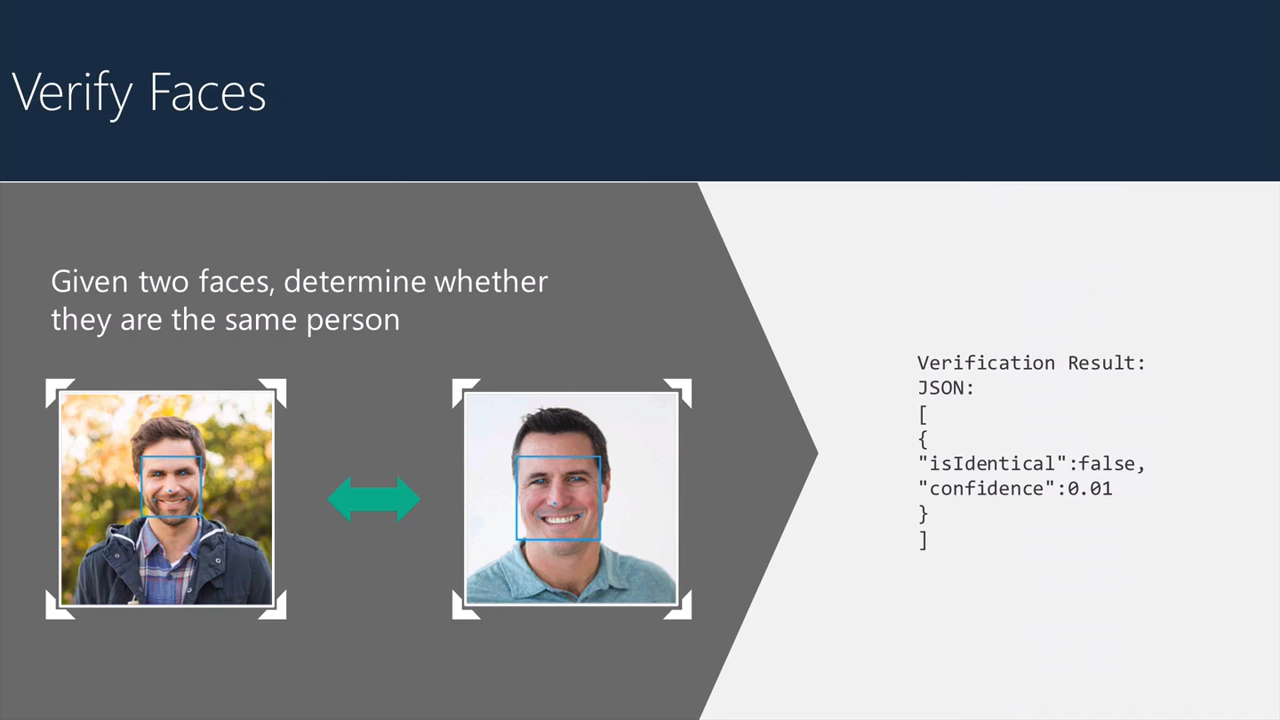 Verify Faces
Given two faces, determine whether
they are the same person
Verification Result:
JSON:
[
{
"isIdentical":false,
"confidence":0.01
}
]